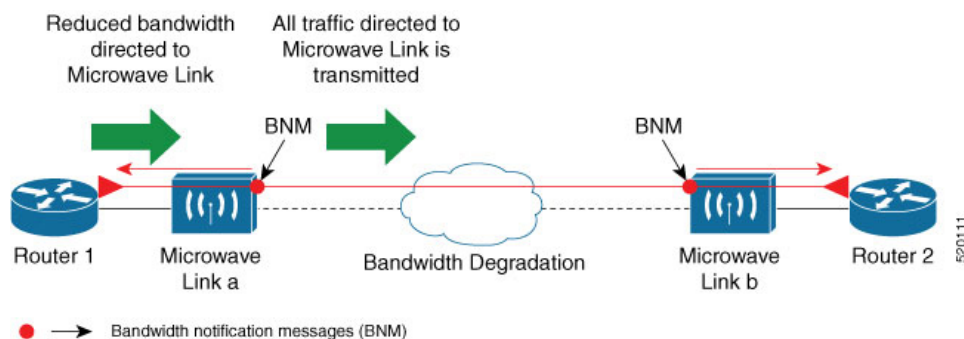 Reduced bandwidth
directed to
Microwave Link
All traffic directed to
Microwave Link is
transmitted
BNM
BNM
Router 1
Microwave
Link a
Bandwidth Degradation
Microwave
Link b
Router 2
520111
Bandwidth notification messages (BNM)